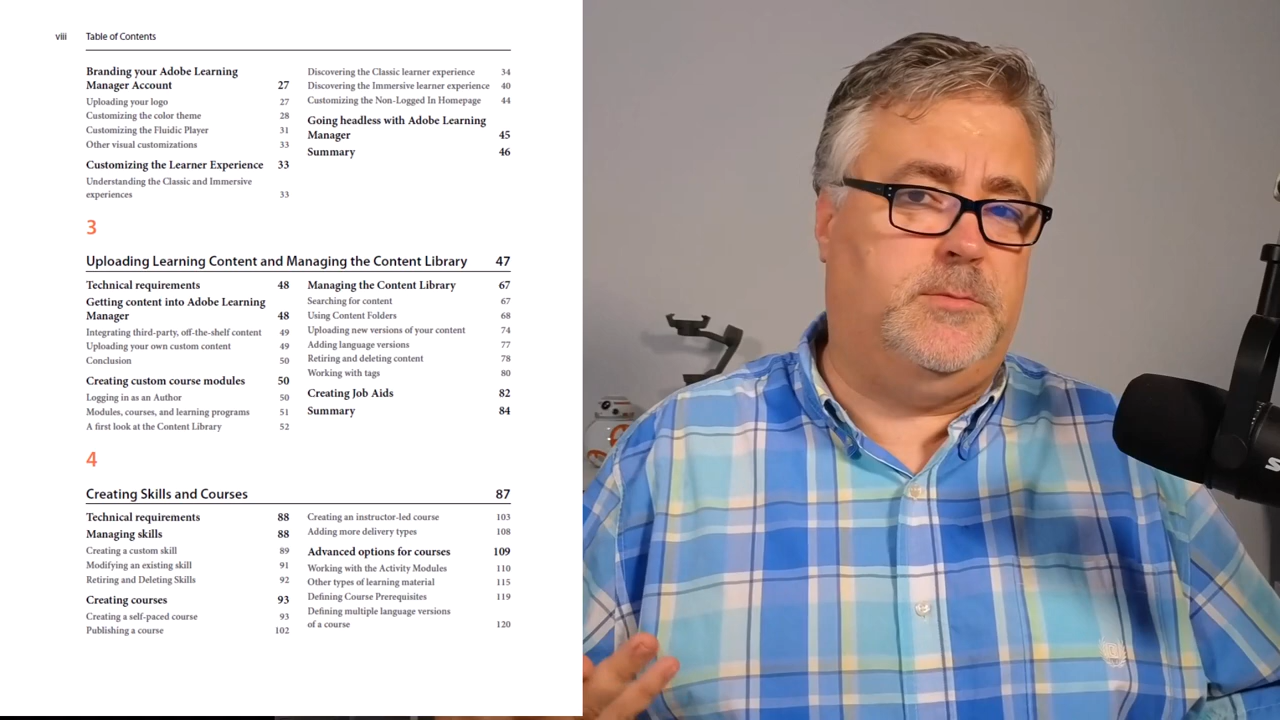 viii Table of Contents
Branding your Adobe Learning
Manager Account 27
Uploading your logo 27
Customizing the color theme 28
Customizing the Fluidic Player 31
Other visual customizations 33
Customizing the Learner Experience 33
Understanding the Classic and Immersive
experiences 33
Discovering the Classic learner experience 34
Discovering the Immersive learner experience 40
Customizing the Non-Logged In Homepage 44
Going headless with Adobe Learning
Manager 45
Summary 46
3
Uploading Learning Content and Managing the Content Library 47
Technical requirements 48
Getting content into Adobe Learning
Manager 48
Integrating third-party, off-the-shelf content 49
Uploading your own custom content 49
Conclusion 50
Creating custom course modules 50
Logging in as an Author 50
Modules, courses, and learning programs 51
A first look at the Content Library 52
Managing the Content Library 67
Searching for content 67
Using Content Folders 68
Uploading new versions of your content 74
Adding language versions 77
Retiring and deleting content 78
Working with tags 80
Creating Job Aids 82
Summary 84
4
Creating Skills and Courses 87
Technical requirements 88
Managing skills 88
Creating a custom skill 89
Modifying an existing skill 91
Retiring and Deleting Skills 92
Creating courses 93
Creating a self-paced course 93
Publishing a course 102
Creating an instructor-led course 103
Adding more delivery types 108
Advanced options for courses 109
Working with the Activity Modules 110
Other types of learning material 115
Defining Course Prerequisites 119
Defining multiple language versions
of a course 120